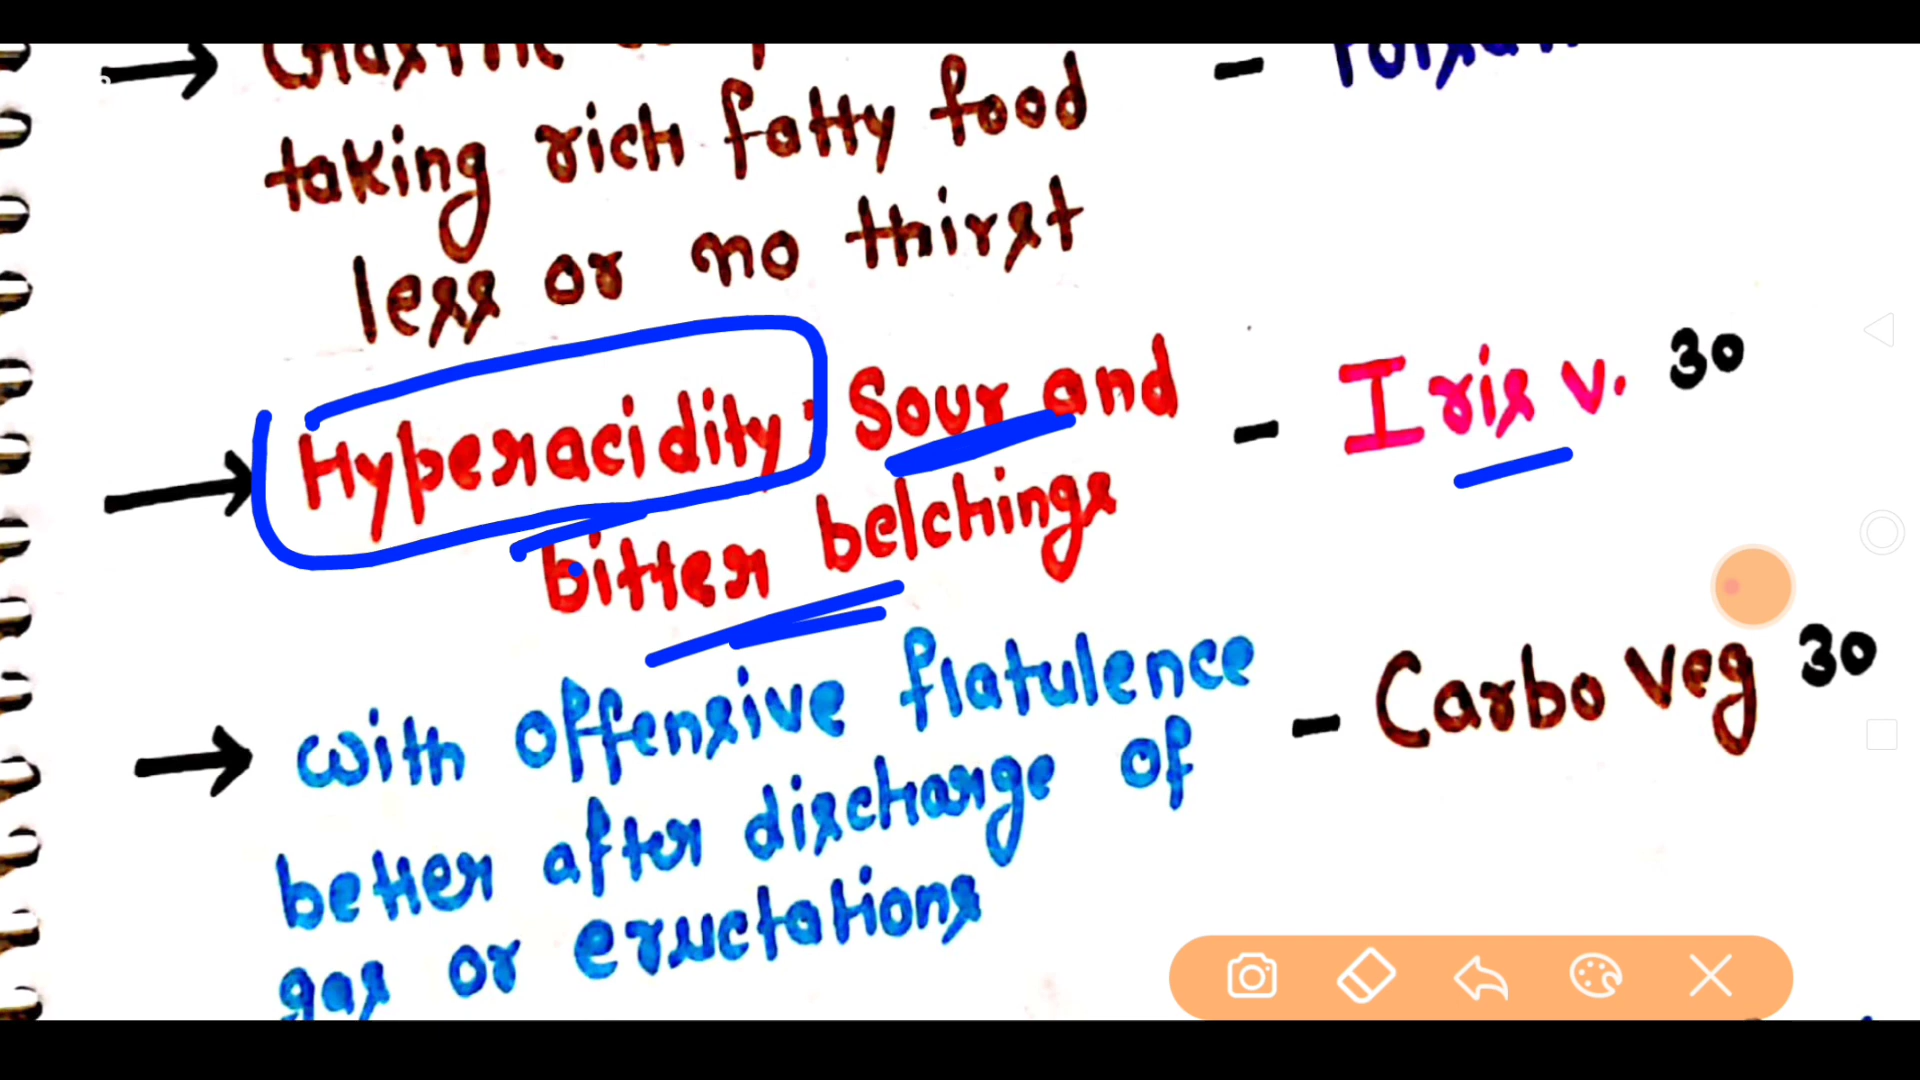 taking rich fatty food
less or no thirst
Hyperacidity: Sour and - Iris v. 30
bitter belchings
with offensive flatulence - Carbo Veg 30
better after discharge of
gas or eructations